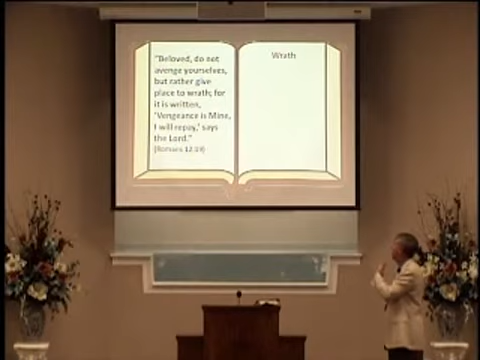 "Beloved, do not
avenge yourselves,
but rather give
place to wrath; for
it is written,
'Vengeance is Mine,
I will repay,' says
the Lord."
(Romans 12:19)
Wrath